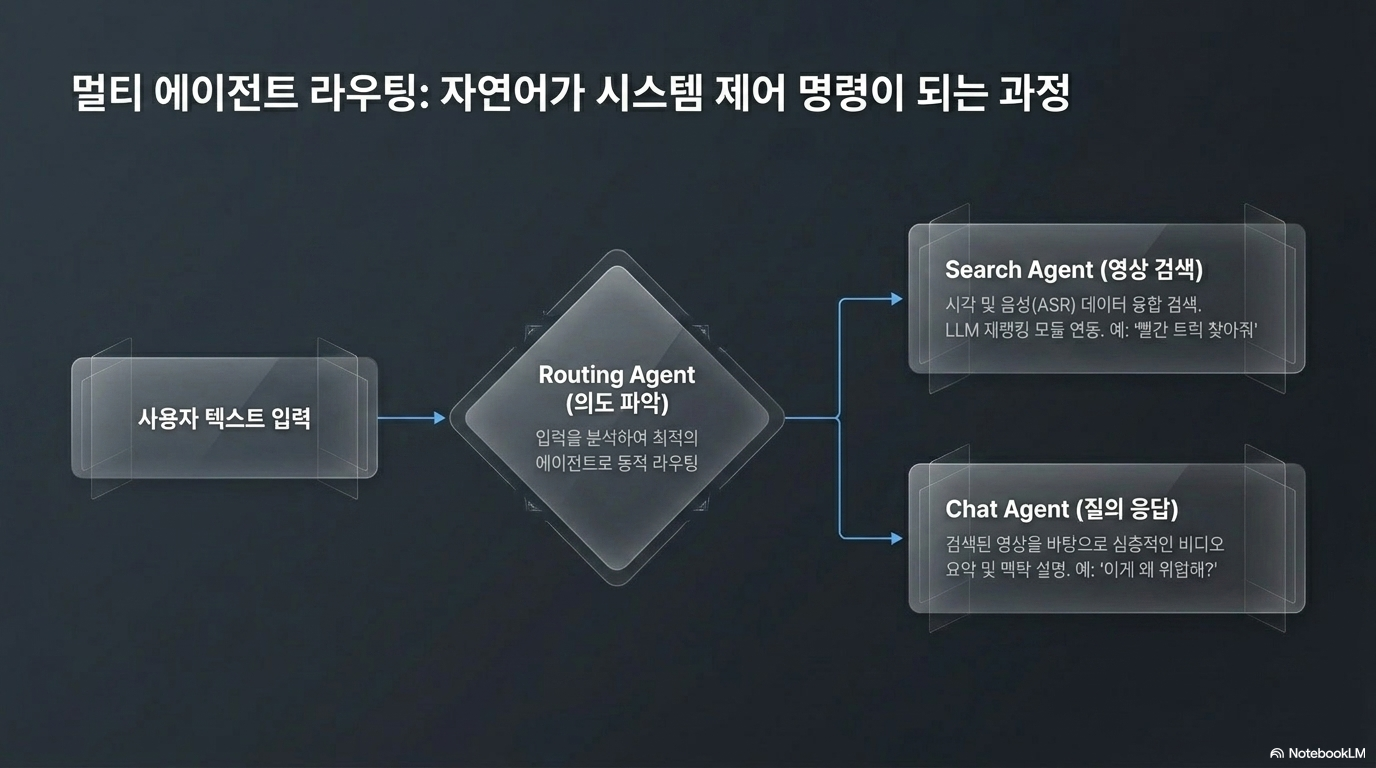 멀티 에이전트 라우팅: 자연어가 시스템 제어 명령이 되는 과정
사용자 텍스트 입력
Routing Agent
(의도 파악)
입력을 분석하여 최적의
에이전트로 동적 라우팅
Search Agent (영상 검색)
시각 및 음성(ASR) 데이터 융합 검색.
LLM 재랭킹 모듈 연동. 예: '빨간 트럭 찾아줘'
Chat Agent (질의 응답)
검색된 영상을 바탕으로 심층적인 비디오
요약 및 맥락 설명. 예: '이게 왜 위험해?'
NotebookLM